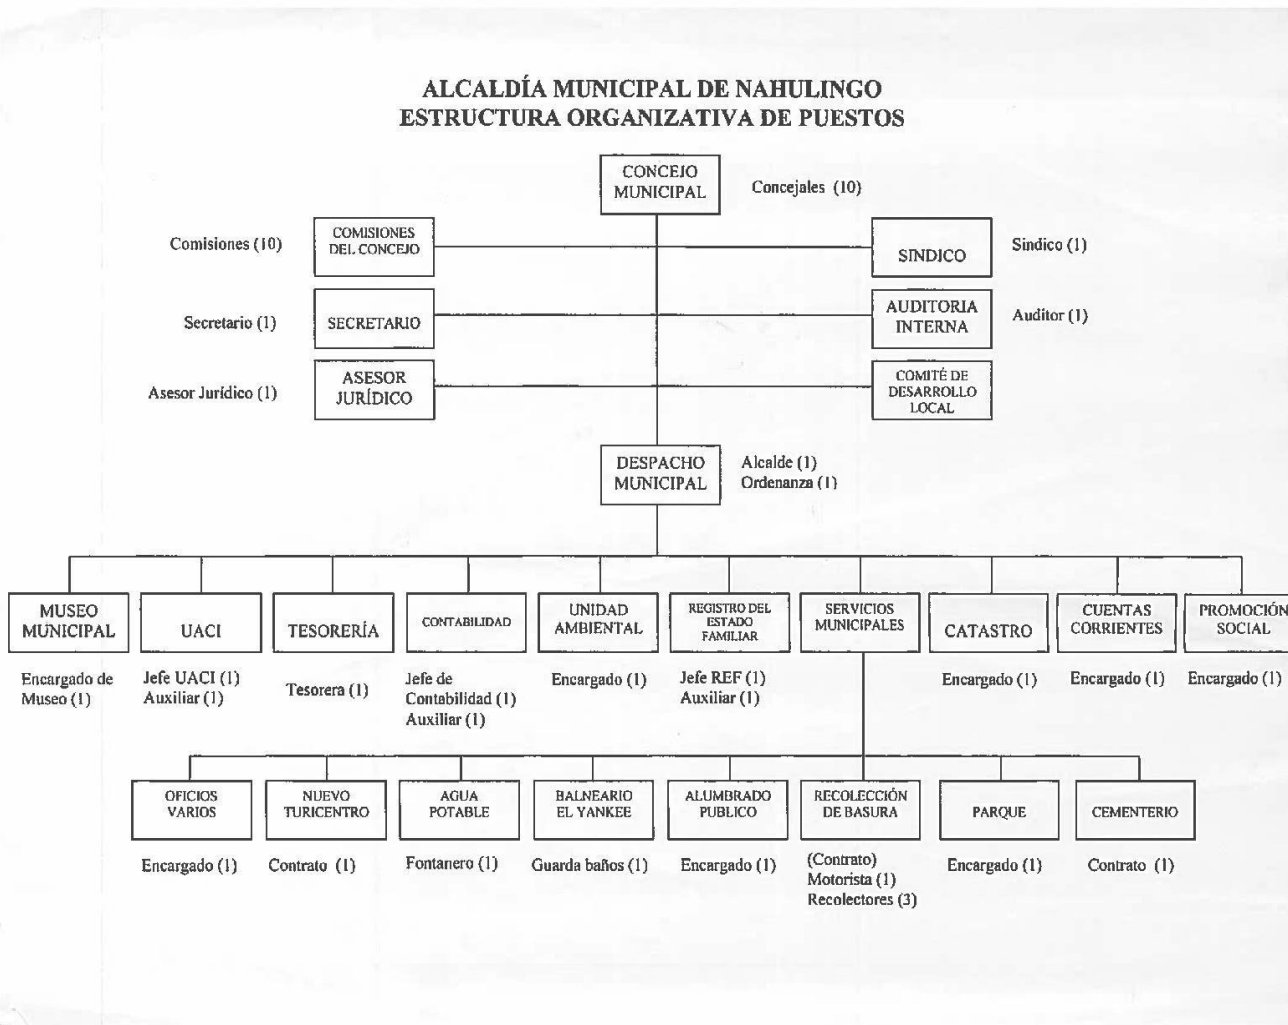 ALCALDÍA MUNICIPAL DE NAHULINGO
ESTRUCTURA ORGANIZATIVA DE PUESTOS
CONCEJO
MUNICIPAL
Concejales (10)
Comisiones (10)
COMISIONES
DEL CONCEJO
SINDICO
Sindico (1)
Secretario (1)
SECRETARIO
AUDITORIA
INTERNA
Auditor (1)
Asesor Jurídico (1)
ASESOR
JURÍDICO
COMITÉ DE
DESARROLLO
LOCAL
DESPACHO
MUNICIPAL
Alcalde (1)
Ordenanza (1)
MUSEO
MUNICIPAL
Encargado de
Museo (1)
UACI
Jefe UACI (1)
Auxiliar (1)
TESORERÍA
Tesorera (1)
CONTABILIDAD
Jefe de
Contabilidad (1)
Auxiliar (1)
UNIDAD
AMBIENTAL
Encargado (1)
REGISTRO DEL
ESTADO
FAMILIAR
Jefe REF (1)
Auxiliar (1)
SERVICIOS
MUNICIPALES
CATASTRO
Encargado (1)
CUENTAS
CORRIENTES
Encargado (1)
PROMOCIÓN
SOCIAL
Encargado (1)
OFICIOS
VARIOS
Encargado (1)
NUEVO
TURICENTRO
Contrato (1)
AGUA
POTABLE
Fontanero (1)
BALNEARIO
EL YANKEE
Guarda baños (1)
ALUMBRADO
PUBLICO
Encargado (1)
RECOLECCIÓN
DE BASURA
(Contrato)
Motorista (1)
Recolectores (3)
PARQUE
Encargado (1)
CEMENTERIO
Contrato (1)